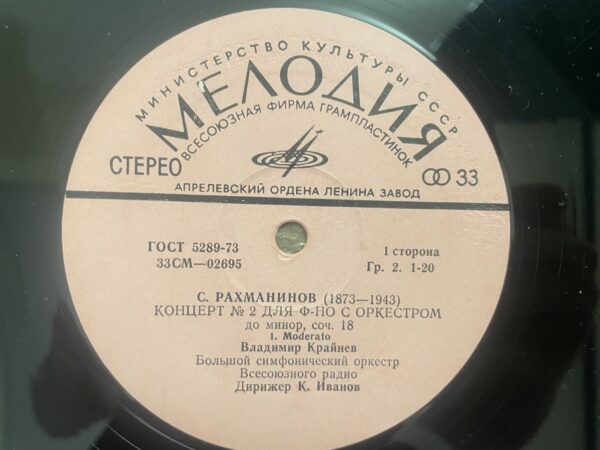 МИНИСТЕРСТВО КУЛЬТУРЫ СССР
МЕЛОДИЯ
ВСЕСОЮЗНАЯ ФИРМА ГРАМПЛАСТИНОК
СТЕРЕО
33
АПРЕЛЕВСКИЙ ОРДЕНА ЛЕНИНА ЗАВОД
ГОСТ 5289-73
1 сторона
33СМ—02695
Гр. 2. 1-20
С. РАХМАНИНОВ (1873—1943)
КОНЦЕРТ № 2 ДЛЯ Ф-НО С ОРКЕСТРОМ
до минор, соч. 18
1. Moderato
Владимир Крайнев
Большой симфонический оркестр
Всесоюзного радио
Дирижер К. Иванов